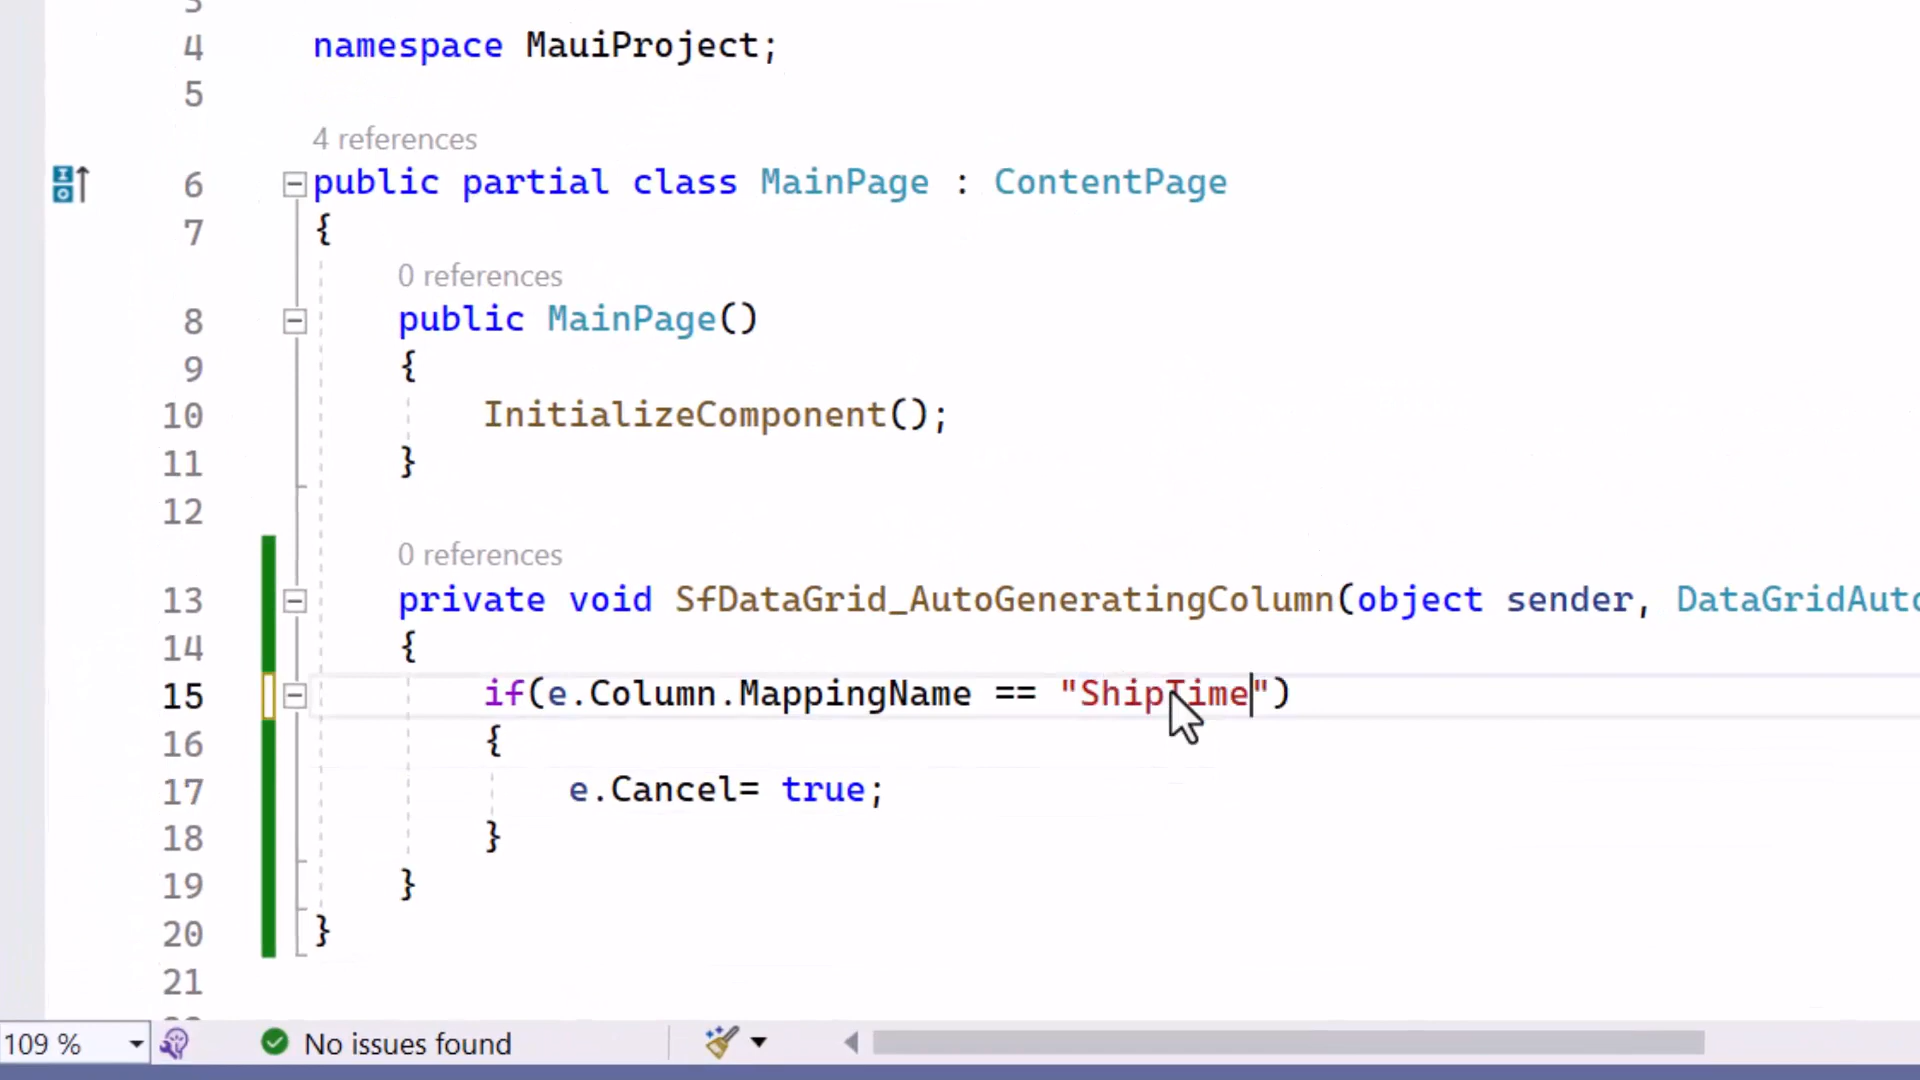 4 namespace MauiProject;
5
4 references
6 public partial class MainPage : ContentPage
7 {
0 references
8 public MainPage()
9 {
10 InitializeComponent();
11 }
12
0 references
13 private void SfDataGrid_AutoGeneratingColumn(object sender, DataGridAuto
14 {
15 if(e.Column.MappingName == "ShipTime")
16 {
17 e.Cancel= true;
18 }
19 }
20 }
21
109 % No issues found